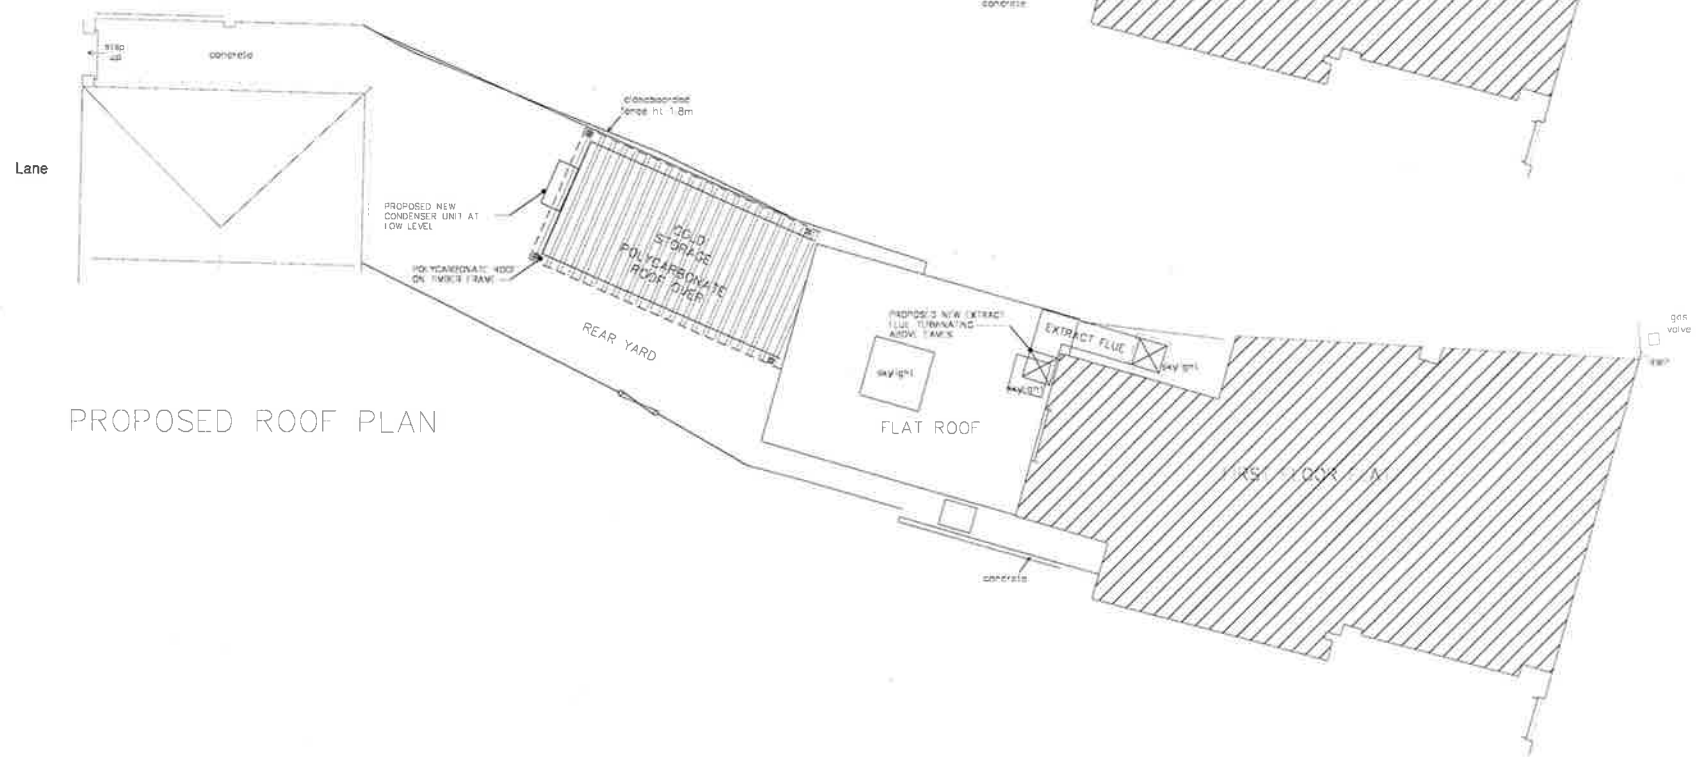 concrete
step
concrete
closeboarded
fence ht 1.8m
Lane
PROPOSED NEW
CONDENSER UNIT AT
LOW LEVEL
COLD
STORAGE
POLYCARBONATE
ROOF OVER
POLYCARBONATE ROOF
ON TIMBER FRAME
REAR YARD
PROPOSED NEW EXTRACT
FLUE TERMINATING
ABOVE EAVES
EXTRACT FLUE
gas
valve
skylight
skylight
skylight
PROPOSED ROOF PLAN
FLAT ROOF
FIRST FLOOR
concrete